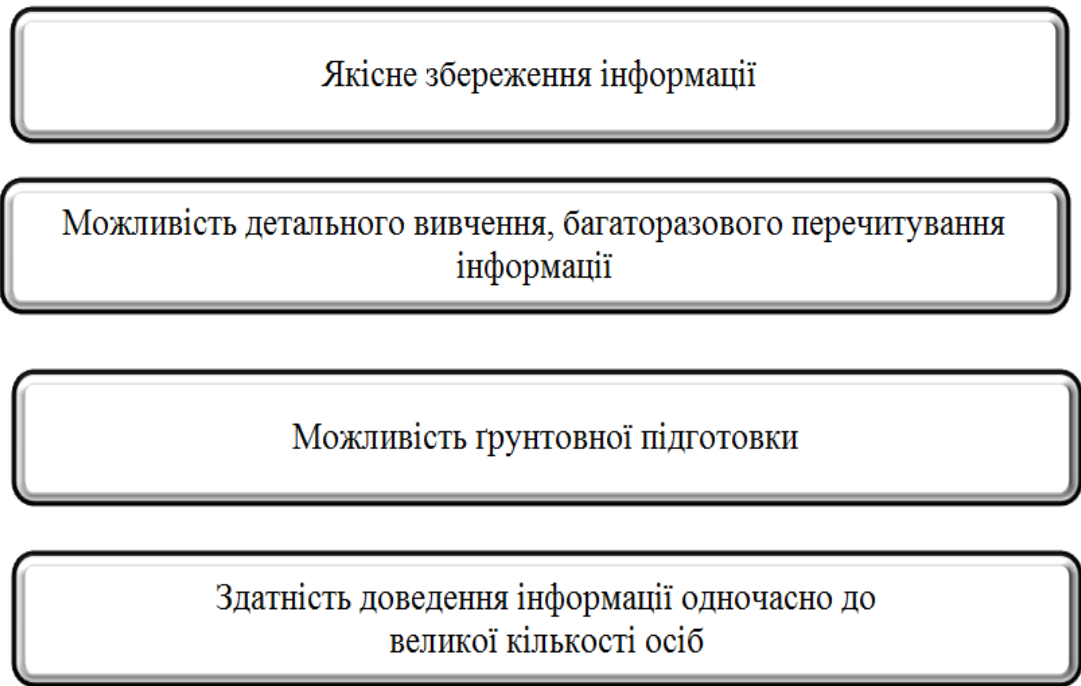 Якісне збереження інформації
Можливість детального вивчення, багаторазового перечитування
інформації
Можливість ґрунтовної підготовки
Здатність доведення інформації одночасно до
великої кількості осіб